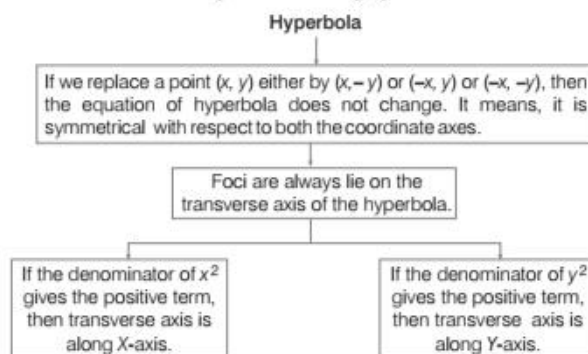 Hyperbola
If we replace a point (x, y) either by (x,– y) or (–x, y) or (–x, –y), then
the equation of hyperbola does not change. It means, it is
symmetrical with respect to both the coordinate axes.
Foci are always lie on the
transverse axis of the hyperbola.
If the denominator of x²
gives the positive term,
then transverse axis is
along X-axis.
If the denominator of y²
gives the positive term,
then transverse axis is
along Y-axis.